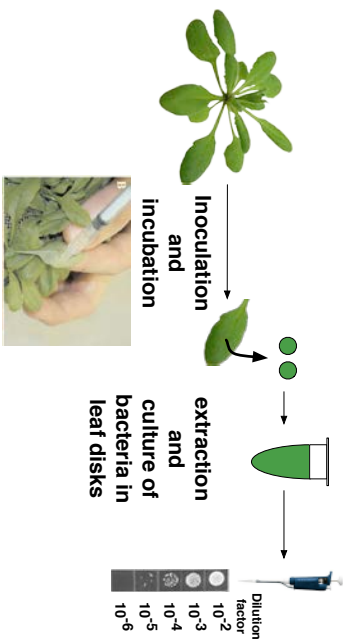 Inoculation
and
incubation
B
extraction
and
culture of
bacteria in
leaf disks
Dilution
factor
10⁻²
10⁻³
10⁻⁴
10⁻⁵
10⁻⁶